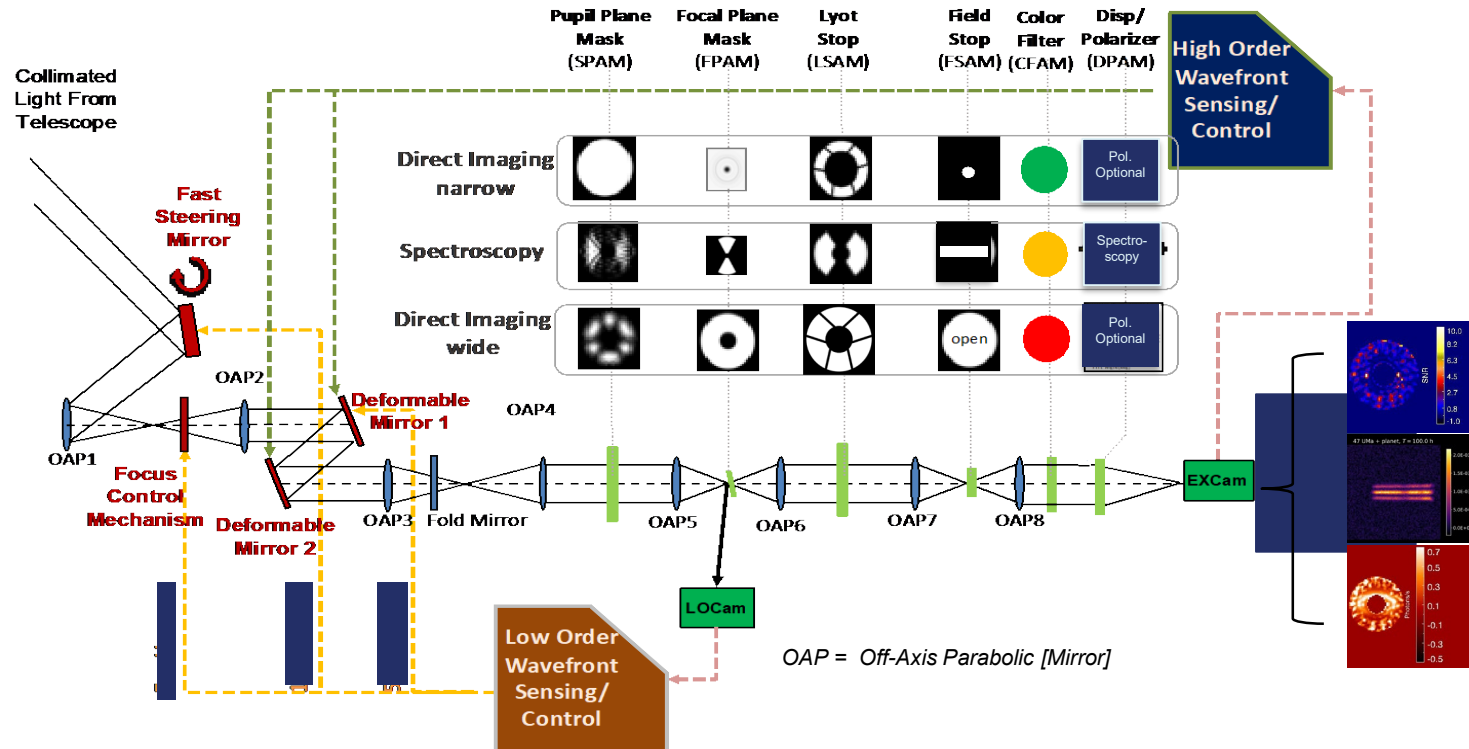 Pupil Plane
Mask
(SPAM)
Focal Plane
Mask
(FPAM)
Lyot
Stop
(LSAM)
Field
Stop
(FSAM)
Color
Filter
(CFAM)
Disp/
Polarizer
(DPAM)
High Order
Wavefront
Sensing/
Control
Collimated
Light From
Telescope
Fast
Steering
Mirror
Direct Imaging
narrow
Pol.
Optional
Spectroscopy
Spectro-
scopy
Direct Imaging
wide
open
Pol.
Optional
OAP1
OAP2
Focus
Control
Mechanism
Deformable
Mirror 1
Deformable
Mirror 2
OAP3
Fold Mirror
OAP4
OAP5
OAP6
OAP7
OAP8
EXCam
LOCam
Low Order
Wavefront
Sensing/
Control
OAP = Off-Axis Parabolic [Mirror]
10.0
8.2
6.4
4.5
2.7
0.8
-1.0
SNR
47 UMa + planet, T = 100.0 h
0.7
0.5
0.3
0.1
-0.1
-0.3
-0.5